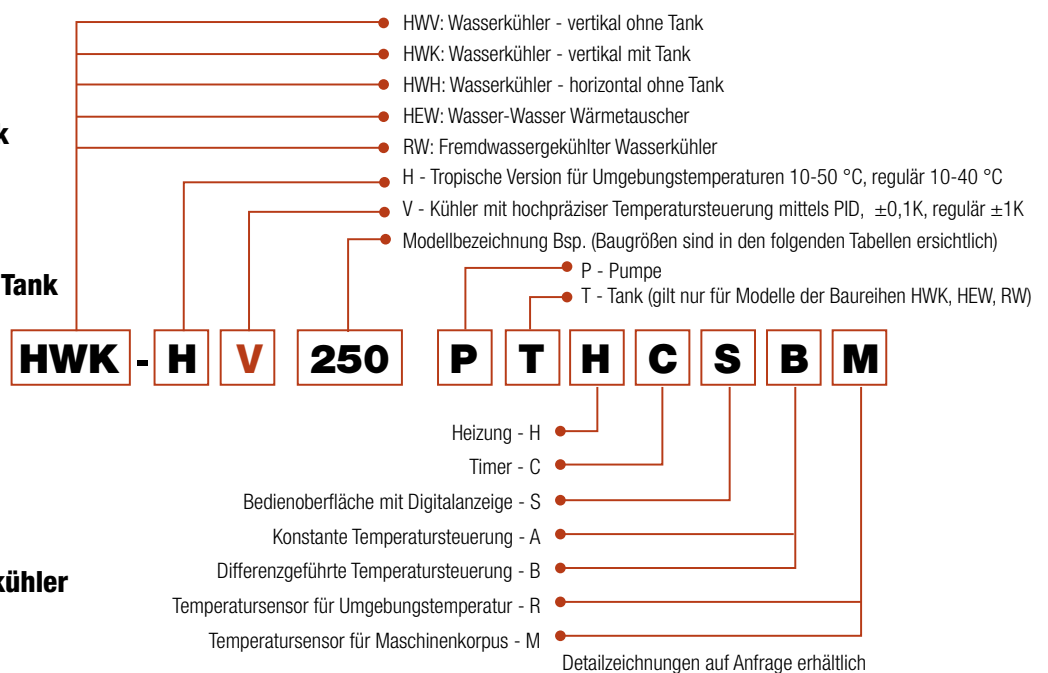 HWV: Wasserkühler - vertikal ohne Tank
HWK: Wasserkühler - vertikal mit Tank
HWH: Wasserkühler - horizontal ohne Tank
HEW: Wasser-Wasser Wärmetauscher
k
RW: Fremdwassergekühlter Wasserkühler
H - Tropische Version für Umgebungstemperaturen 10-50 °C, regulär 10-40 °C
V - Kühler mit hochpräziser Temperatursteuerung mittels PID, ±0,1K, regulär ±1K
Modellbezeichnung Bsp. (Baugrößen sind in den folgenden Tabellen ersichtlich)
P - Pumpe
Tank
T - Tank (gilt nur für Modelle der Baureihen HWK, HEW, RW)
HWK - H V 250 P T H C S B M
Heizung - H
Timer - C
Bedienoberfläche mit Digitalanzeige - S
Konstante Temperatursteuerung - A
Differenzgeführte Temperatursteuerung - B
kühler
Temperatursensor für Umgebungstemperatur - R
Temperatursensor für Maschinenkorpus - M
Detailzeichnungen auf Anfrage erhältlich